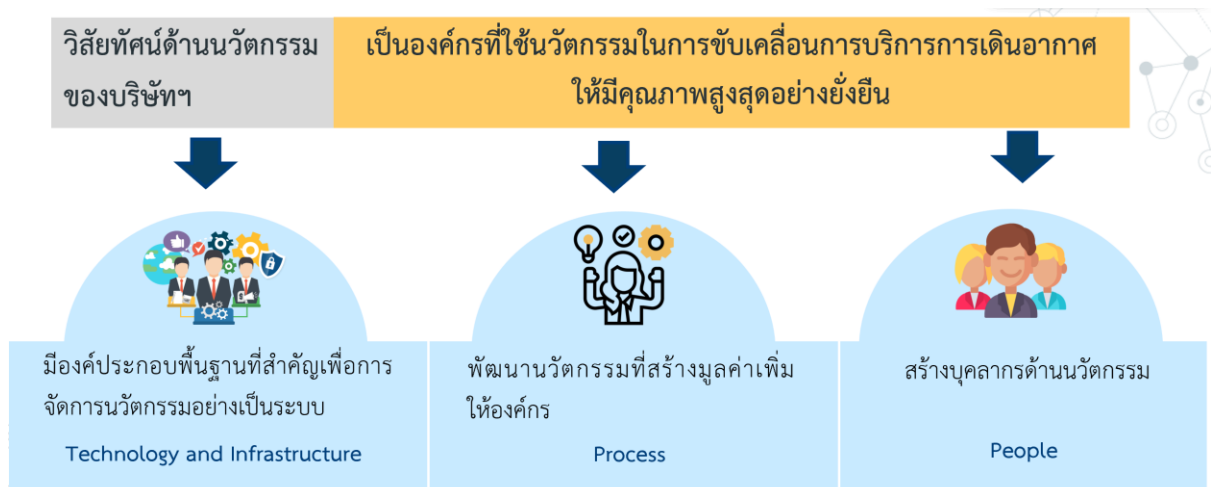 วิสัยทัศน์ด้านนวัตกรรม
ของบริษัทฯ
เป็นองค์กรที่ใช้นวัตกรรมในการขับเคลื่อนการบริการการเดินอากาศ
ให้มีคุณภาพสูงสุดอย่างยั่งยืน
มีองค์ประกอบพื้นฐานที่สำคัญเพื่อการ
จัดการนวัตกรรมอย่างเป็นระบบ
Technology and Infrastructure
พัฒนานวัตกรรมที่สร้างมูลค่าเพิ่ม
ให้องค์กร
Process
สร้างบุคลากรด้านนวัตกรรม
People